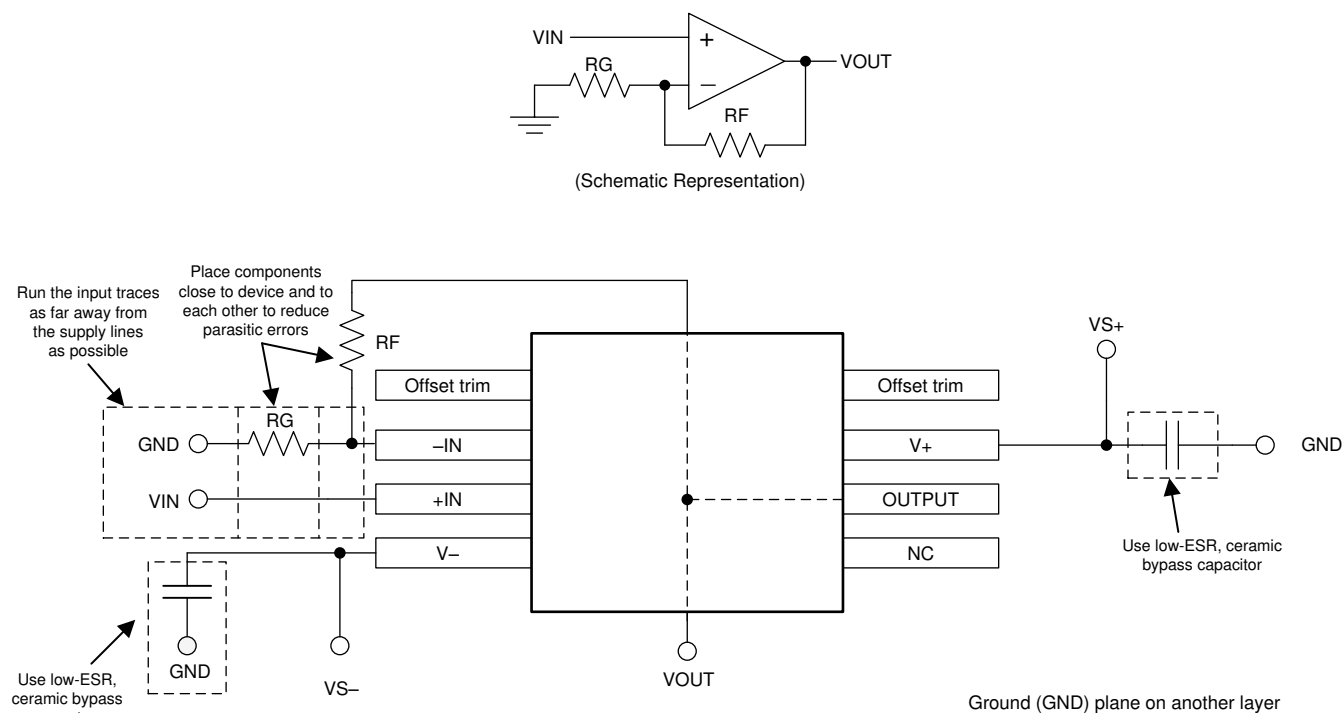 VIN
+
RG
−
VOUT
RF
(Schematic Representation)
Run the input traces
as far away from
the supply lines
as possible
Place components
close to device and to
each other to reduce
parasitic errors
RF
VS+
Offset trim
Offset trim
GND
RG
–IN
V+
GND
VIN
+IN
OUTPUT
V–
NC
Use low-ESR, ceramic
bypass capacitor
GND
VS–
VOUT
Use low-ESR,
ceramic bypass
Ground (GND) plane on another layer